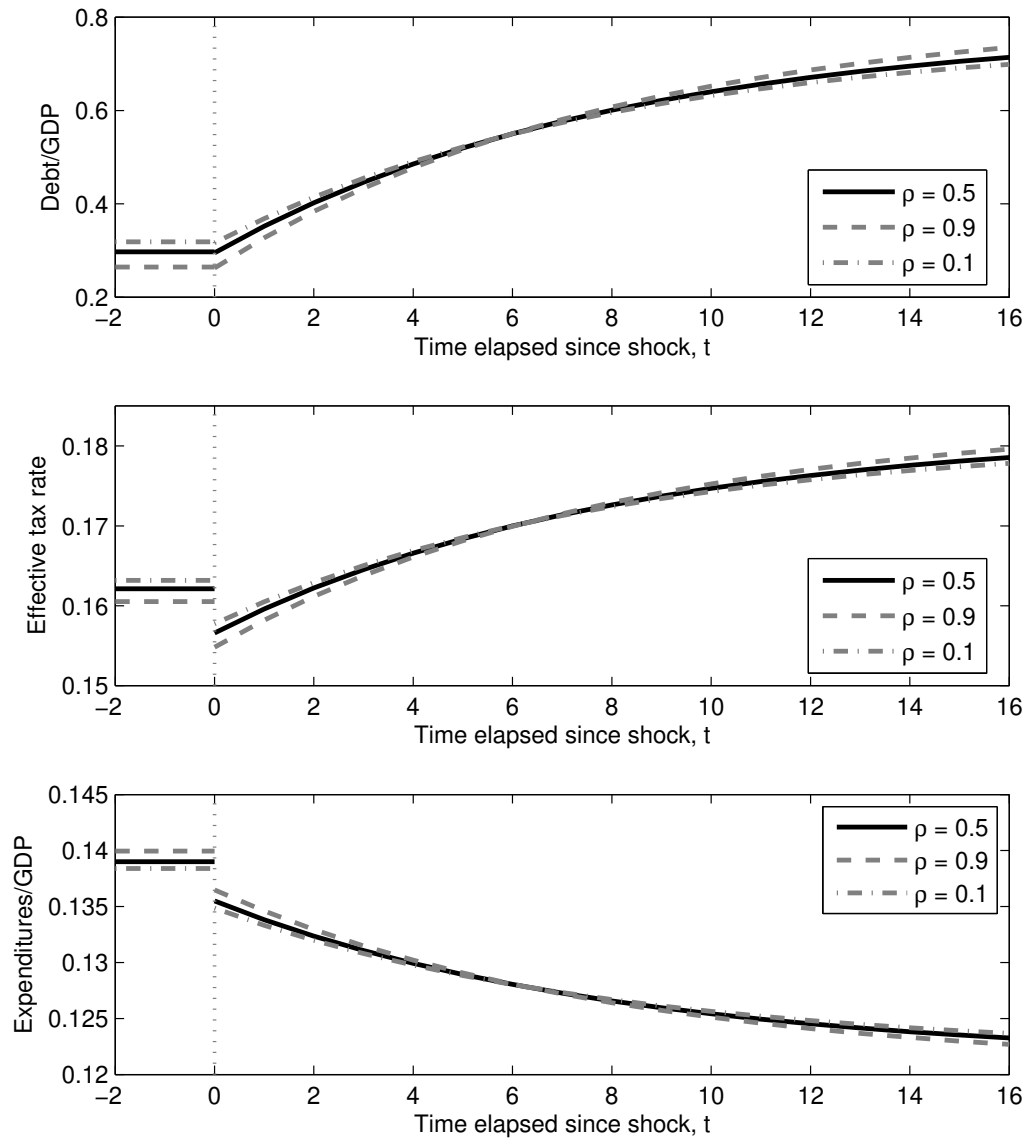 0.8
0.6
0.4
0.2
Debt/GDP
ρ = 0.5
ρ = 0.9
ρ = 0.1
−2 0 2 4 6 8 10 12 14 16
Time elapsed since shock, t
0.18
0.17
0.16
0.15
Effective tax rate
ρ = 0.5
ρ = 0.9
ρ = 0.1
−2 0 2 4 6 8 10 12 14 16
Time elapsed since shock, t
0.145
0.14
0.135
0.13
0.125
0.12
Expenditures/GDP
ρ = 0.5
ρ = 0.9
ρ = 0.1
−2 0 2 4 6 8 10 12 14 16
Time elapsed since shock, t